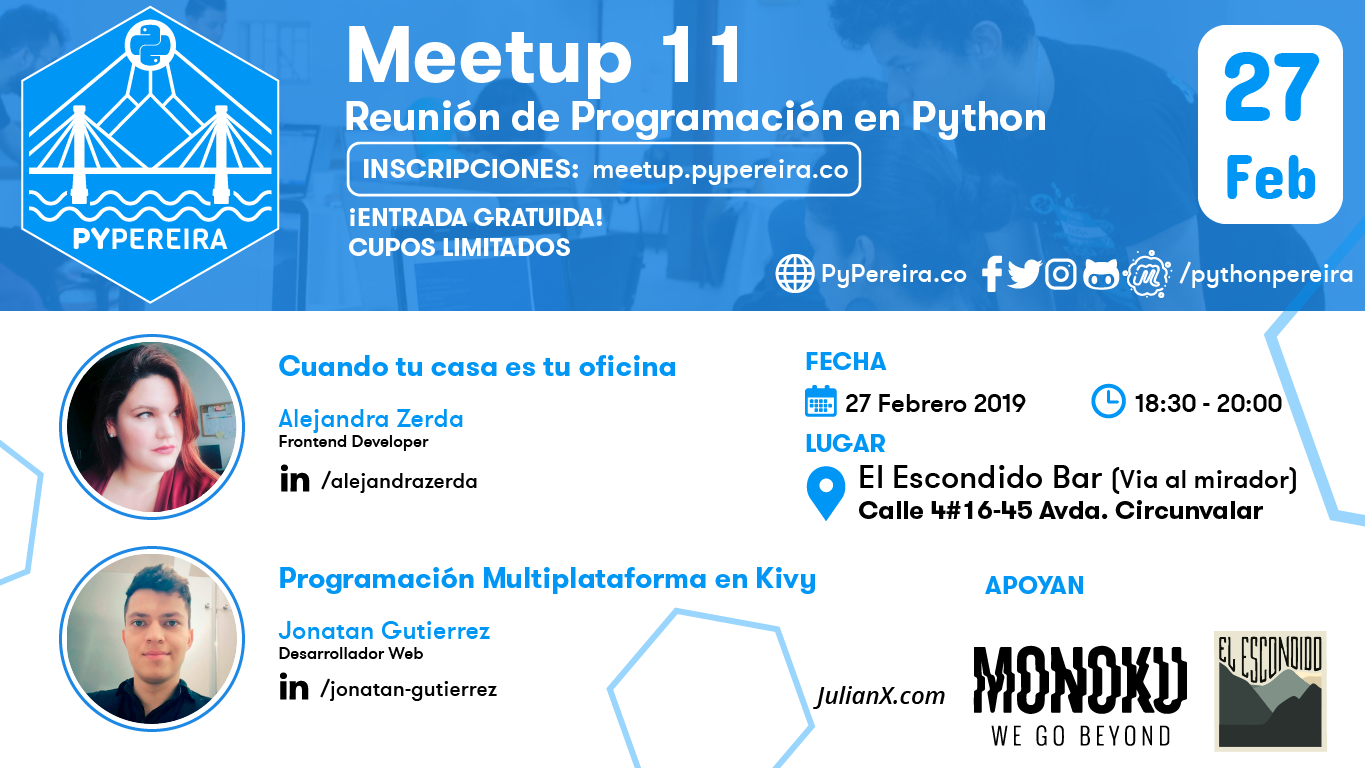 PYPEREIRA
Meetup 11
Reunión de Programación en Python
INSCRIPCIONES: meetup.pypereira.co
¡ENTRADA GRATUIDA!
CUPOS LIMITADOS
27
Feb
PyPereira.co
/pythonpereira
Cuando tu casa es tu oficina
Alejandra Zerda
Frontend Developer
in /alejandrazerda
Programación Multiplataforma en Kivy
Jonatan Gutierrez
Desarrollador Web
in /jonatan-gutierrez
FECHA
27 Febrero 2019
18:30 - 20:00
LUGAR
El Escondido Bar (Via al mirador)
Calle 4#16-45 Avda. Circunvalar
APOYAN
JulianX.com
MONOKU
WE GO BEYOND
EL ESCONDIDO